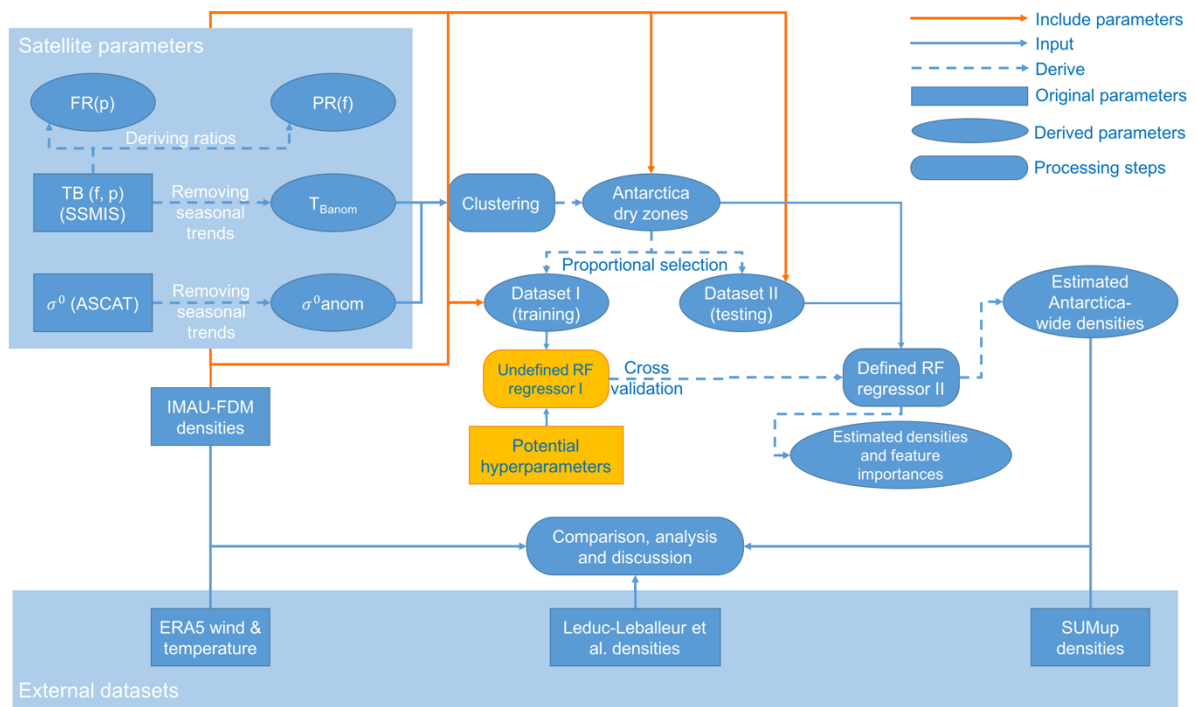 Satellite parameters
FR(p)
PR(f)
Deriving ratios
TB (f, p)
(SSMIS)
Removing
seasonal
trends
T_Banom
Clustering
Antarctica
dry zones
Proportional selection
σ⁰ (ASCAT)
Removing
seasonal
trends
σ⁰anom
Dataset I
(training)
Dataset II
(testing)
Estimated
Antarctica-
wide densities
Undefined RF
regressor I
Cross
validation
Defined RF
regressor II
IMAU-FDM
densities
Potential
hyperparameters
Estimated densities
and feature
importances
Comparison, analysis
and discussion
ERA5 wind &
temperature
Leduc-Leballeur et
al. densities
SUMup
densities
External datasets
Include parameters
Input
Derive
Original parameters
Derived parameters
Processing steps